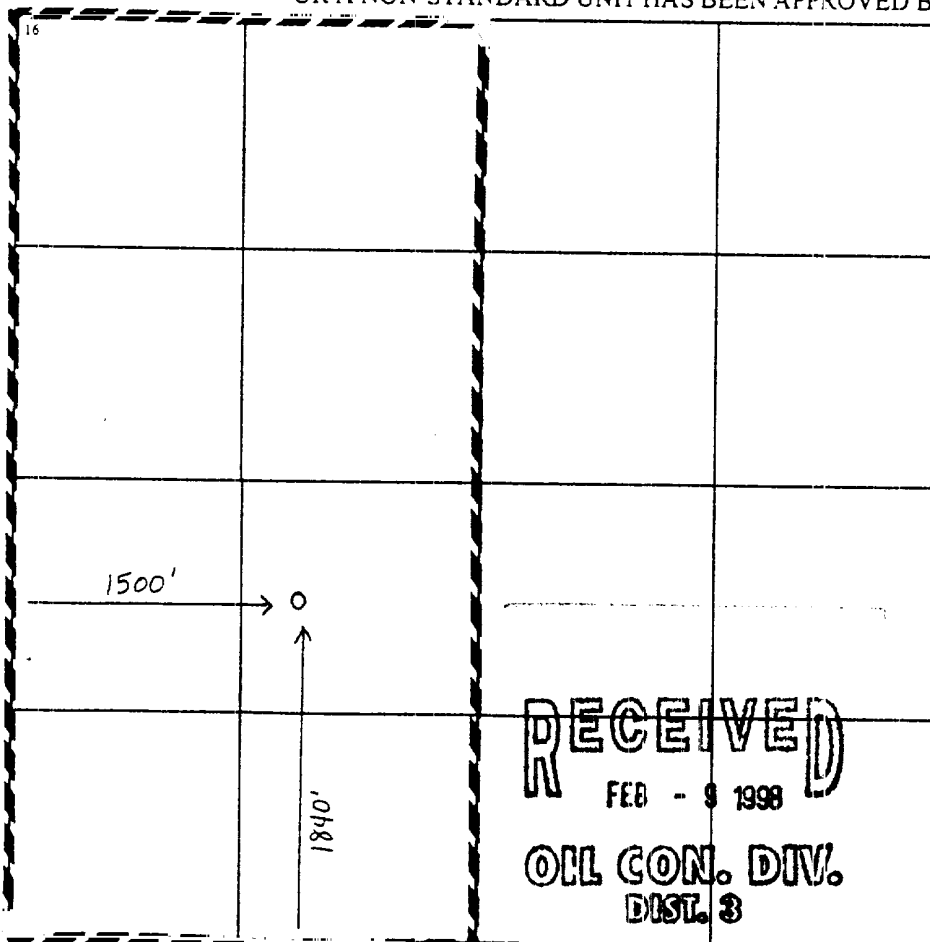 OR A NON-STANDARD UNIT HAS BEEN APPROVED B
16
1500'
1840'
RECEIVED
FEB - 9 1998
OIL CON. DIV.
DIST. 3